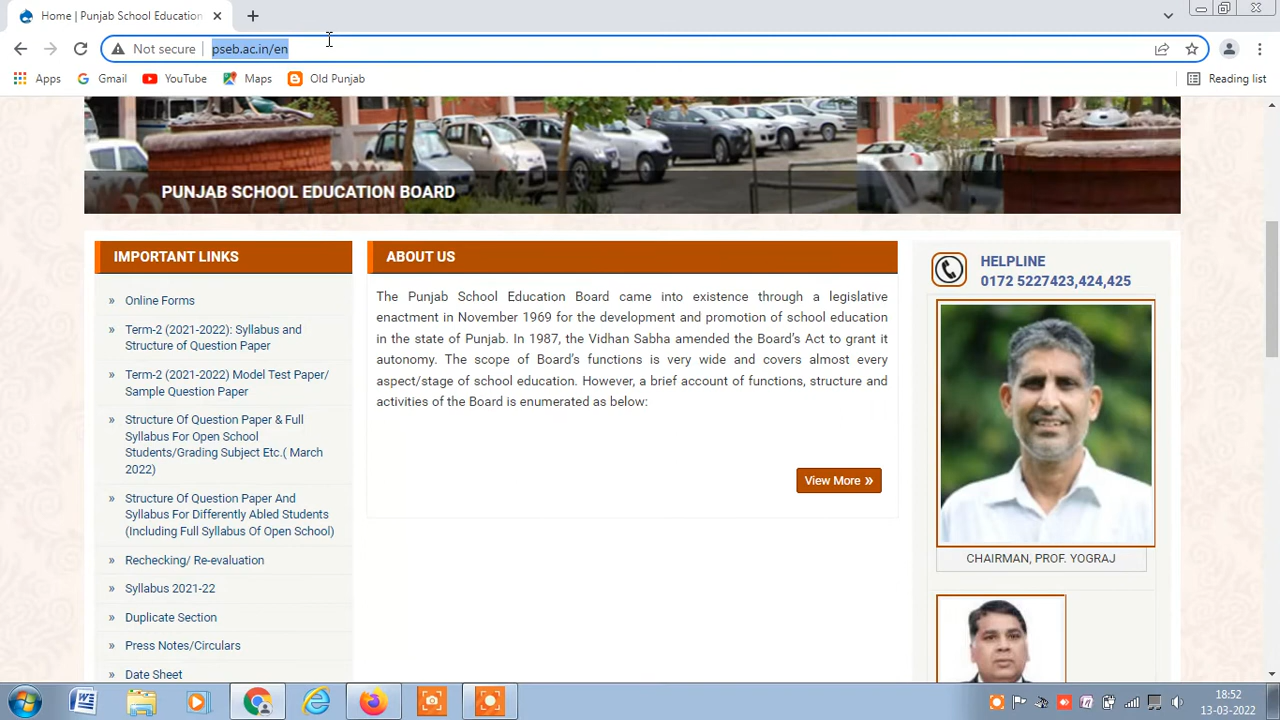 Home | Punjab School Education
Not secure
pseb.ac.in/en
Apps
Gmail
YouTube
Maps
Old Punjab
Reading list
PUNJAB SCHOOL EDUCATION BOARD
IMPORTANT LINKS
» Online Forms
» Term-2 (2021-2022): Syllabus and
Structure of Question Paper
» Term-2 (2021-2022) Model Test Paper/
Sample Question Paper
» Structure Of Question Paper & Full
Syllabus For Open School
Students/Grading Subject Etc.( March
2022)
» Structure Of Question Paper And
Syllabus For Differently Abled Students
(Including Full Syllabus Of Open School)
» Rechecking/ Re-evaluation
» Syllabus 2021-22
» Duplicate Section
» Press Notes/Circulars
» Date Sheet
ABOUT US
The Punjab School Education Board came into existence through a legislative
enactment in November 1969 for the development and promotion of school education
in the state of Punjab. In 1987, the Vidhan Sabha amended the Board's Act to grant it
autonomy. The scope of Board's functions is very wide and covers almost every
aspect/stage of school education. However, a brief account of functions, structure and
activities of the Board is enumerated as below:
View More »
HELPLINE
0172 5227423,424,425
CHAIRMAN, PROF. YOGRAJ
18:52
13-03-2022